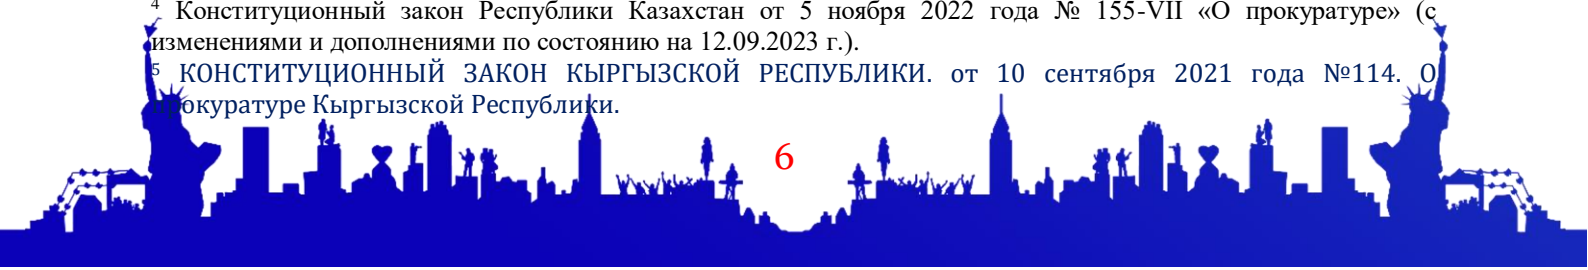 4 Конституционный закон Республики Казахстан от 5 ноября 2022 года № 155-VII «О прокуратуре» (с
изменениями и дополнениями по состоянию на 12.09.2023 г.).
5 КОНСТИТУЦИОННЫЙ ЗАКОН КЫРГЫЗСКОЙ РЕСПУБЛИКИ. от 10 сентября 2021 года №114. О
прокуратуре Кыргызской Республики.
6